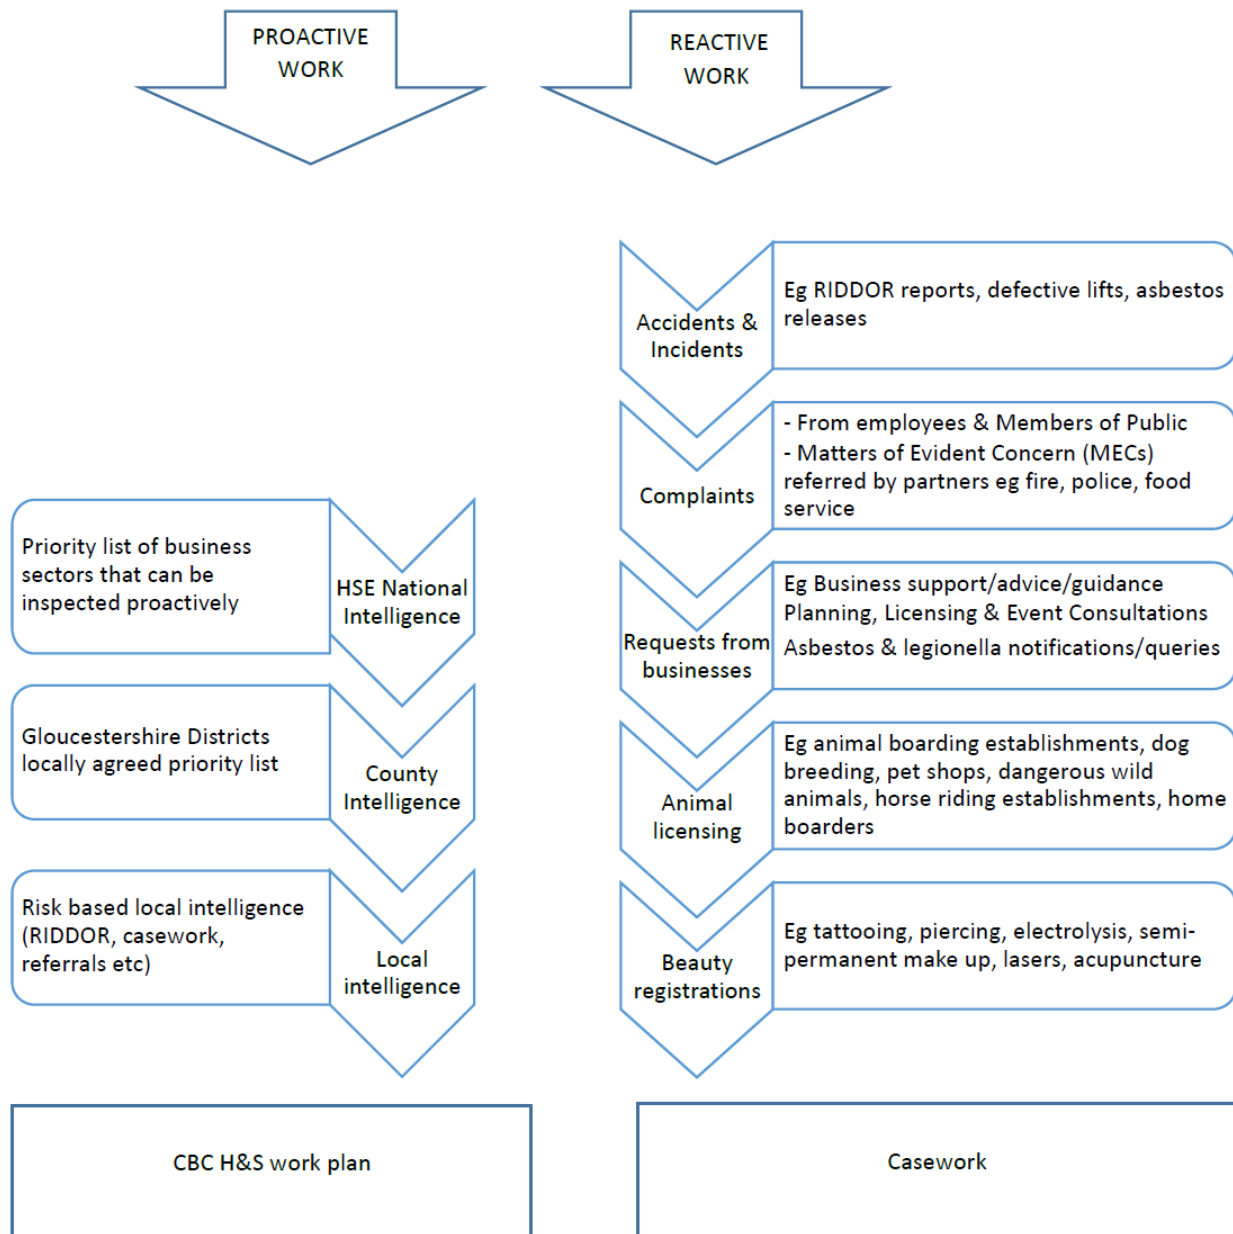 PROACTIVE
WORK
REACTIVE
WORK
HSE National
Intelligence
Priority list of business
sectors that can be
inspected proactively
County
Intelligence
Gloucestershire Districts
locally agreed priority list
Local
intelligence
Risk based local intelligence
(RIDDOR, casework,
referrals etc)
CBC H&S work plan
Accidents &
Incidents
Eg RIDDOR reports, defective lifts, asbestos
releases
Complaints
- From employees & Members of Public
- Matters of Evident Concern (MECs)
referred by partners eg fire, police, food
service
Requests from
businesses
Eg Business support/advice/guidance
Planning, Licensing & Event Consultations
Asbestos & legionella notifications/queries
Animal
licensing
Eg animal boarding establishments, dog
breeding, pet shops, dangerous wild
animals, horse riding establishments, home
boarders
Beauty
registrations
Eg tattooing, piercing, electrolysis, semi-
permanent make up, lasers, acupuncture
Casework